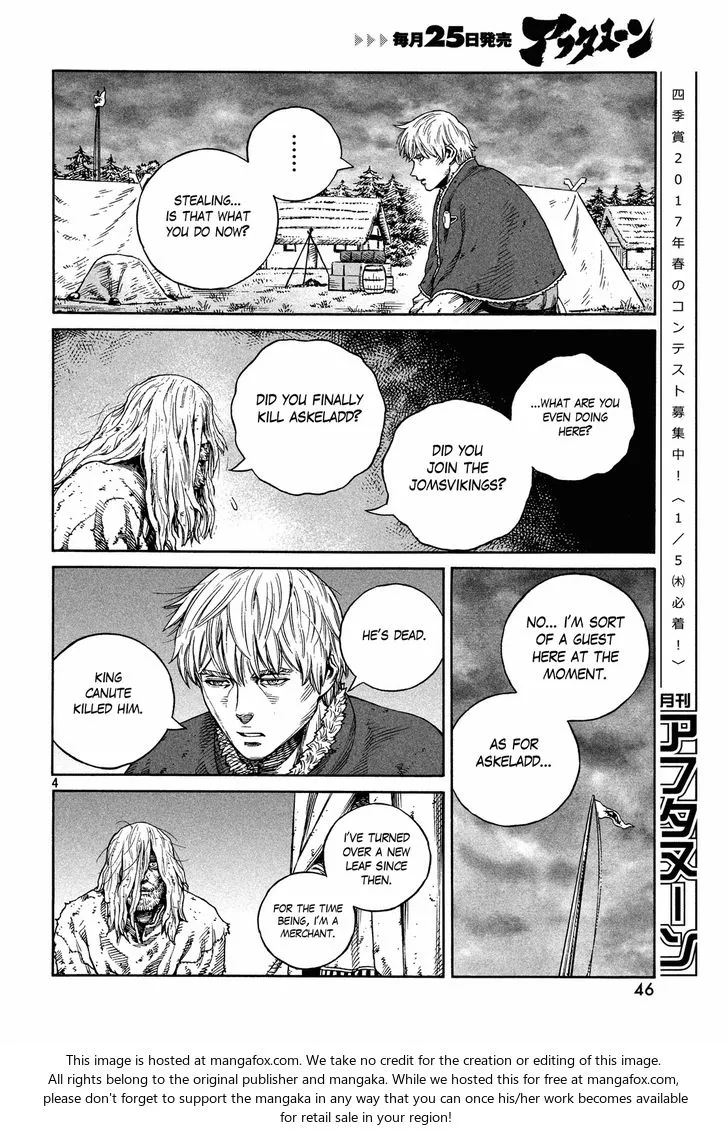 ▷▷▷毎月25日発売 アフタヌーン
四季賞2017年春のコンテスト募集中!〈1/5㈭必着!〉
月刊アフタヌーン
......
STEALING...
IS THAT WHAT
YOU DO NOW?
...WHAT ARE
YOU EVEN DOING
HERE?
DID YOU
JOIN THE
JOMSVIKINGS?
DID YOU FINALLY
KILL ASKELADD?
NO... I'M SORT
OF A GUEST
HERE AT THE
MOMENT.
AS FOR
ASKELADD...
HE'S DEAD.
KING
CANUTE
KILLED HIM.
4
I'VE TURNED
OVER A NEW
LEAF SINCE
THEN.
FOR THE TIME
BEING, I'M A
MERCHANT.
46
This image is hosted at mangafox.com. We take no credit for the creation or editing of this image.
All rights belong to the original publisher and mangaka. While we hosted this for free at mangafox.com,
please don't forget to support the mangaka in any way that you can once his/her work becomes available
for retail sale in your region!